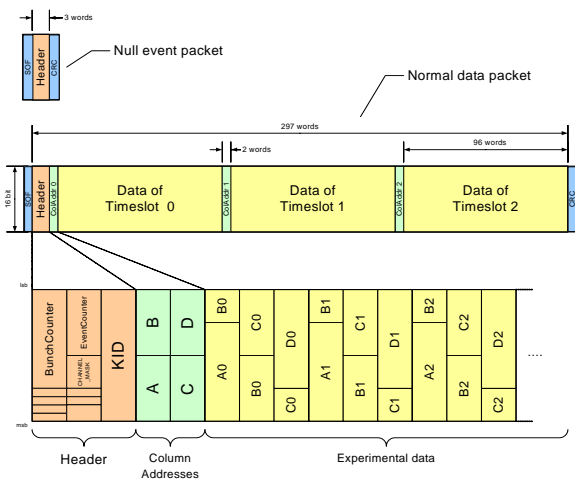 3 words
SOF
Header
CRC
Null event packet
Normal data packet
297 words
2 words
96 words
16 bit
SOF
Header
ColAddr 0
Data of
Timeslot 0
ColAddr 1
Data of
Timeslot 1
ColAddr 2
Data of
Timeslot 2
CRC
lsb
BunchCounter
EventCounter
CHANNEL
_MASK
KID
B
D
A
C
B0
A0
C0
B0
D0
C0
B1
A1
C1
B1
D1
C1
B2
A2
C2
B2
D2
C2
....
msb
Header
Column
Addresses
Experimental data